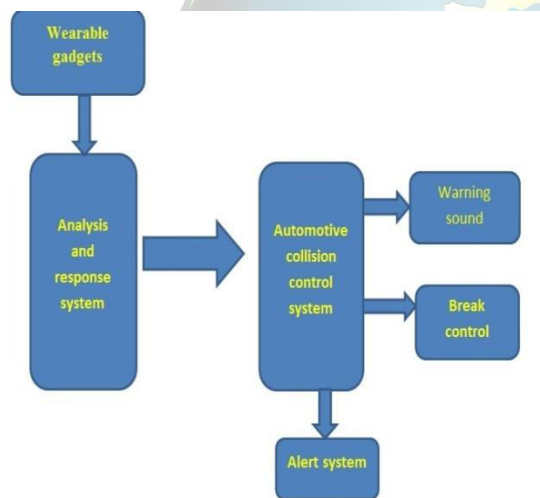 Wearable
gadgets
Analysis
and
response
system
Automotive
collision
control
system
Warning
sound
Break
control
Alert system